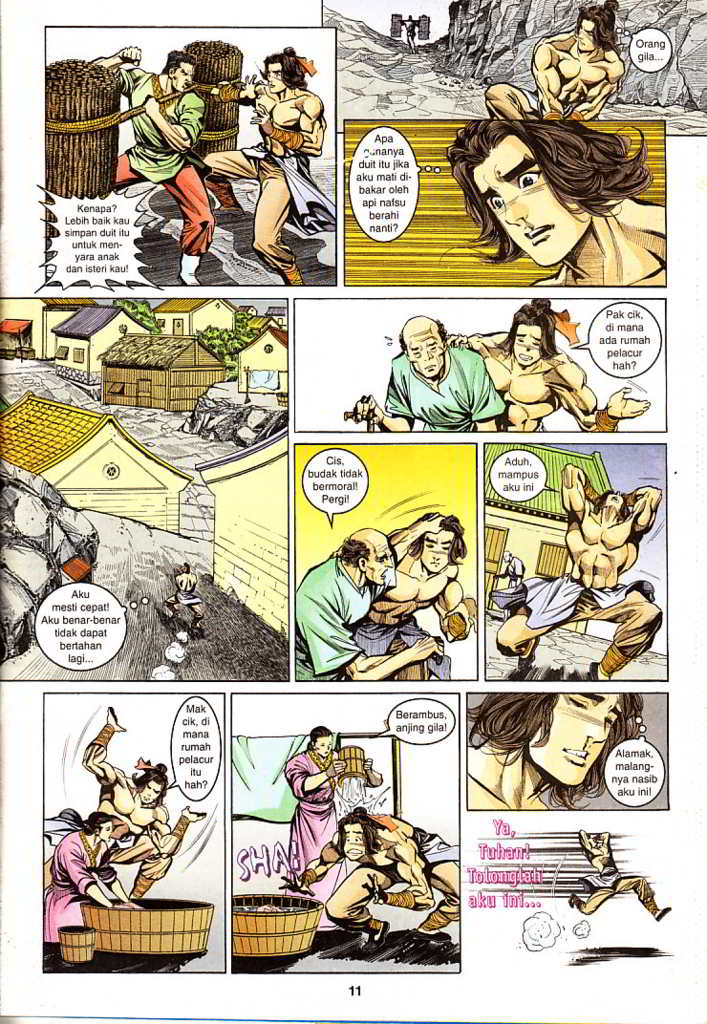 Kenapa?
Lebih baik kau
simpan duit itu
untuk men-
yara anak
dan isteri kau!
Orang
gila...
Apa
gunanya
duit itu jika
aku mati di-
bakar oleh
api nafsu
berahi
nanti?
Aku
mesti cepat!
Aku benar-benar
tidak dapat
bertahan
lagi...
Pak cik,
di mana
ada rumah
pelacur
hah?
Cis,
budak tidak
bermoral!
Pergi!
Aduh,
mampus
aku ini
Mak
cik, di
mana
rumah
pelacur
itu
hah?
Berambus,
anjing gila!
SHAA
Alamak,
malang-
nya nasib
aku ini!
Ya,
Tuhan!
Tolonglah
aku ini...
11